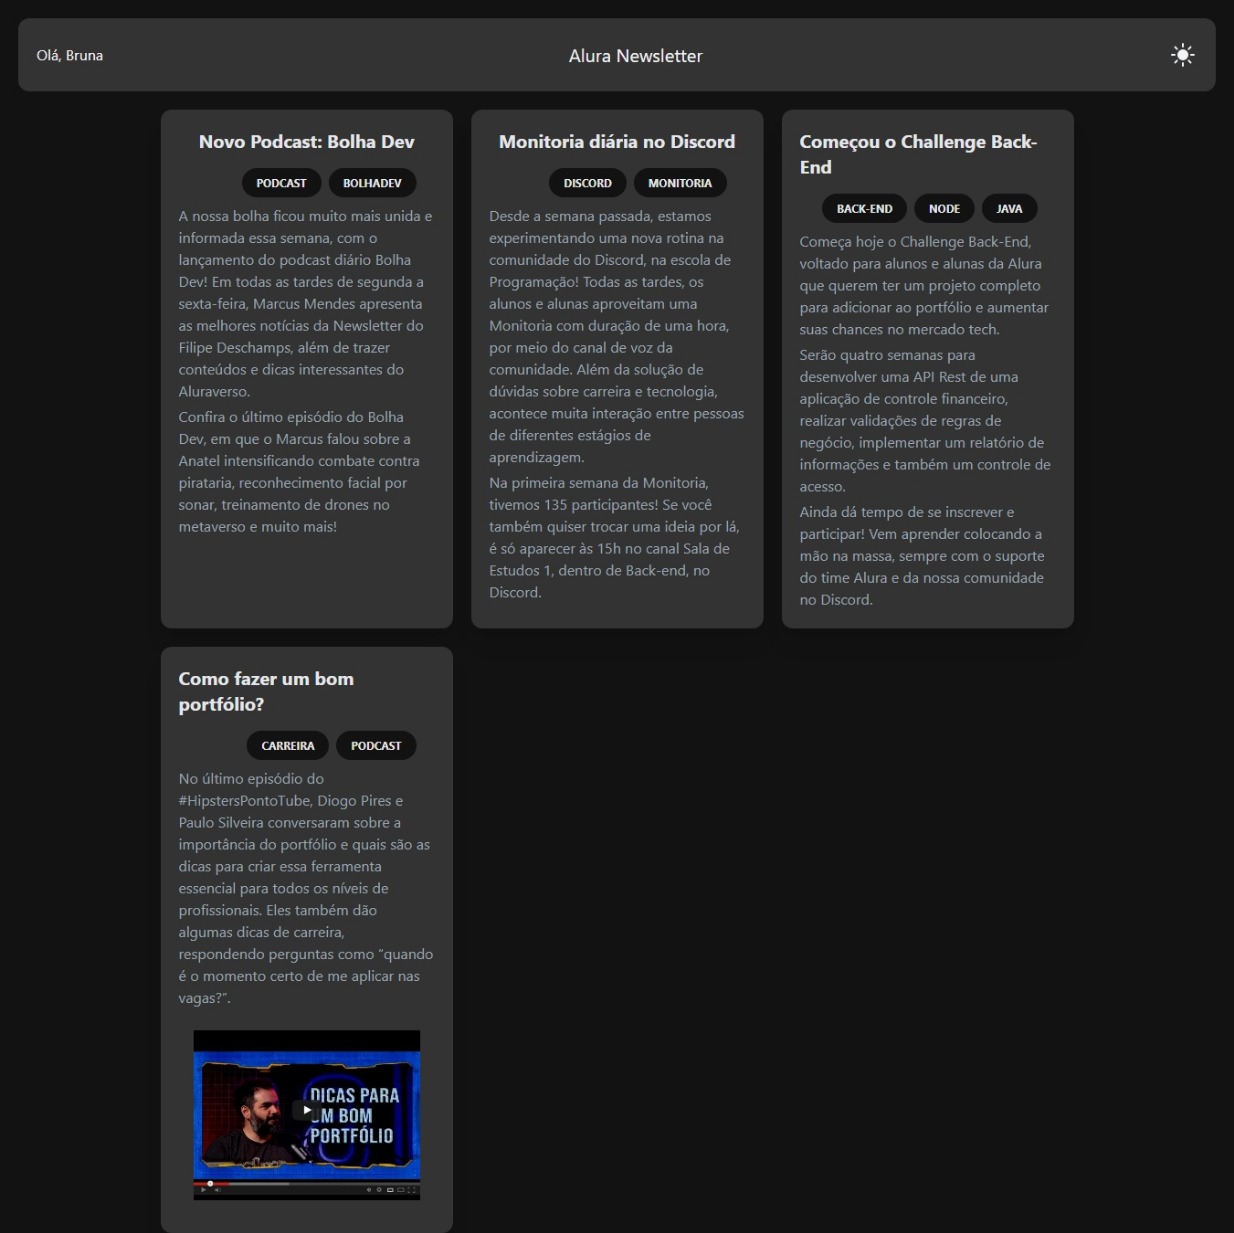 Olá, Bruna
Alura Newsletter
Novo Podcast: Bolha Dev
PODCAST
BOLHADEV
A nossa bolha ficou muito mais unida e
informada essa semana, com o
lançamento do podcast diário Bolha
Dev! Em todas as tardes de segunda a
sexta-feira, Marcus Mendes apresenta
as melhores notícias da Newsletter do
Filipe Deschamps, além de trazer
conteúdos e dicas interessantes do
Aluraverso.
Confira o último episódio do Bolha
Dev, em que o Marcus falou sobre a
Anatel intensificando combate contra
pirataria, reconhecimento facial por
sonar, treinamento de drones no
metaverso e muito mais!
Monitoria diária no Discord
DISCORD
MONITORIA
Desde a semana passada, estamos
experimentando uma nova rotina na
comunidade do Discord, na escola de
Programação! Todas as tardes, os
alunos e alunas aproveitam uma
Monitoria com duração de uma hora,
por meio do canal de voz da
comunidade. Além da solução de
dúvidas sobre carreira e tecnologia,
acontece muita interação entre pessoas
de diferentes estágios de
aprendizagem.
Na primeira semana da Monitoria,
tivemos 135 participantes! Se você
também quiser trocar uma ideia por lá,
é só aparecer às 15h no canal Sala de
Estudos 1, dentro de Back-end, no
Discord.
Começou o Challenge Back-
End
BACK-END
NODE
JAVA
Começa hoje o Challenge Back-End,
voltado para alunos e alunas da Alura
que querem ter um projeto completo
para adicionar ao portfólio e aumentar
suas chances no mercado tech.
Serão quatro semanas para
desenvolver uma API Rest de uma
aplicação de controle financeiro,
realizar validações de regras de
negócio, implementar um relatório de
informações e também um controle de
acesso.
Ainda dá tempo de se inscrever e
participar! Vem aprender colocando a
mão na massa, sempre com o suporte
do time Alura e da nossa comunidade
no Discord.
Como fazer um bom
portfólio?
CARREIRA
PODCAST
No último episódio do
#HipstersPontoTube, Diogo Pires e
Paulo Silveira conversaram sobre a
importância do portfólio e quais são as
dicas para criar essa ferramenta
essencial para todos os níveis de
profissionais. Eles também dão
algumas dicas de carreira,
respondendo perguntas como “quando
é o momento certo de me aplicar nas
vagas?”.
DICAS PARA
UM BOM
PORTFÓLIO